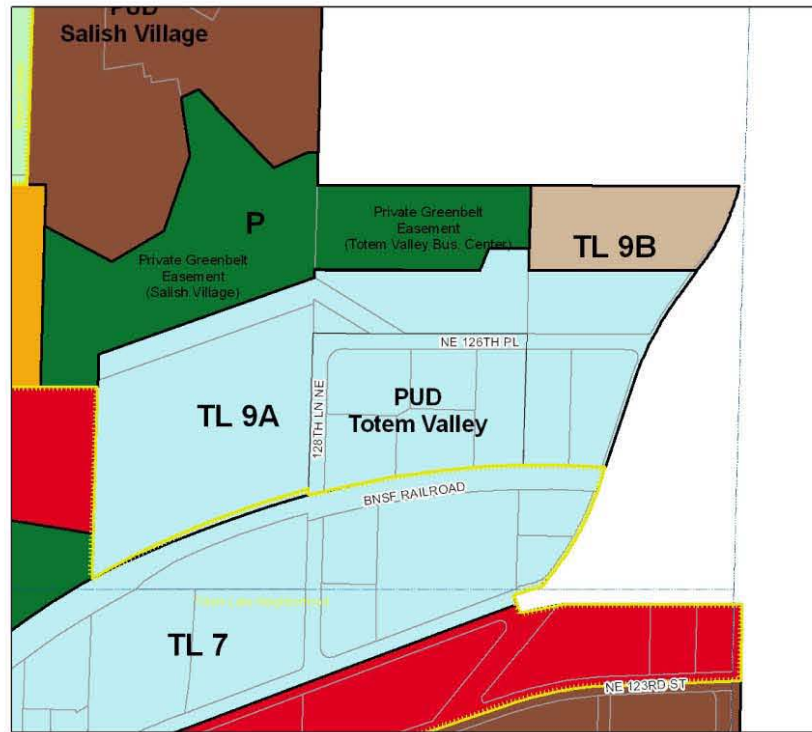 PUD
Salish Village
P
Private Greenbelt
Easement
(Salish Village)
Private Greenbelt
Easement
(Totem Valley Bus. Center)
TL 9B
NE 126TH PL
128TH LN NE
TL 9A
PUD
Totem Valley
BNSF RAILROAD
TL 7
NE 123RD ST